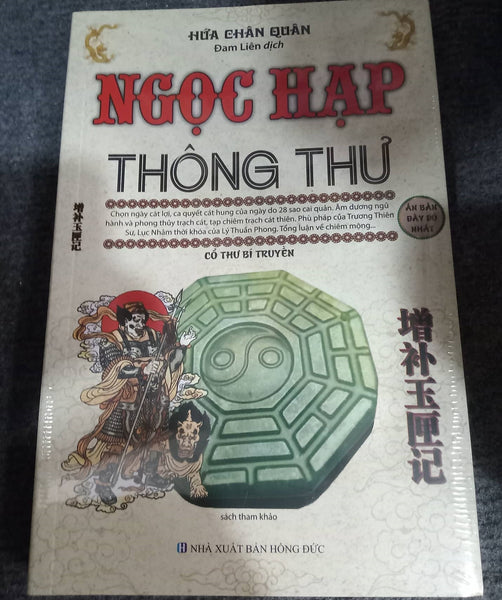 HỨA CHÂN QUÂN
Đam Liên dịch
NGỌC HẠP
THÔNG THƯ
Chọn ngày cát lợi, ca quyết cát hung của ngày do 28 sao cai quản. Âm dương ngũ
hành và phong thủy trạch cát, tạp chiêm trạch cát thiên. Phù pháp của Trương Thiên
Sư, Lục Nhâm thời khóa của Lý Thuần Phong. Tổng luận về chiêm mộng...
CỔ THƯ BÍ TRUYỀN
ẤN BẢN
ĐẦY ĐỦ
NHẤT
增补玉匣记
增补玉匣记
sách tham khảo
NHÀ XUẤT BẢN HỒNG ĐỨC